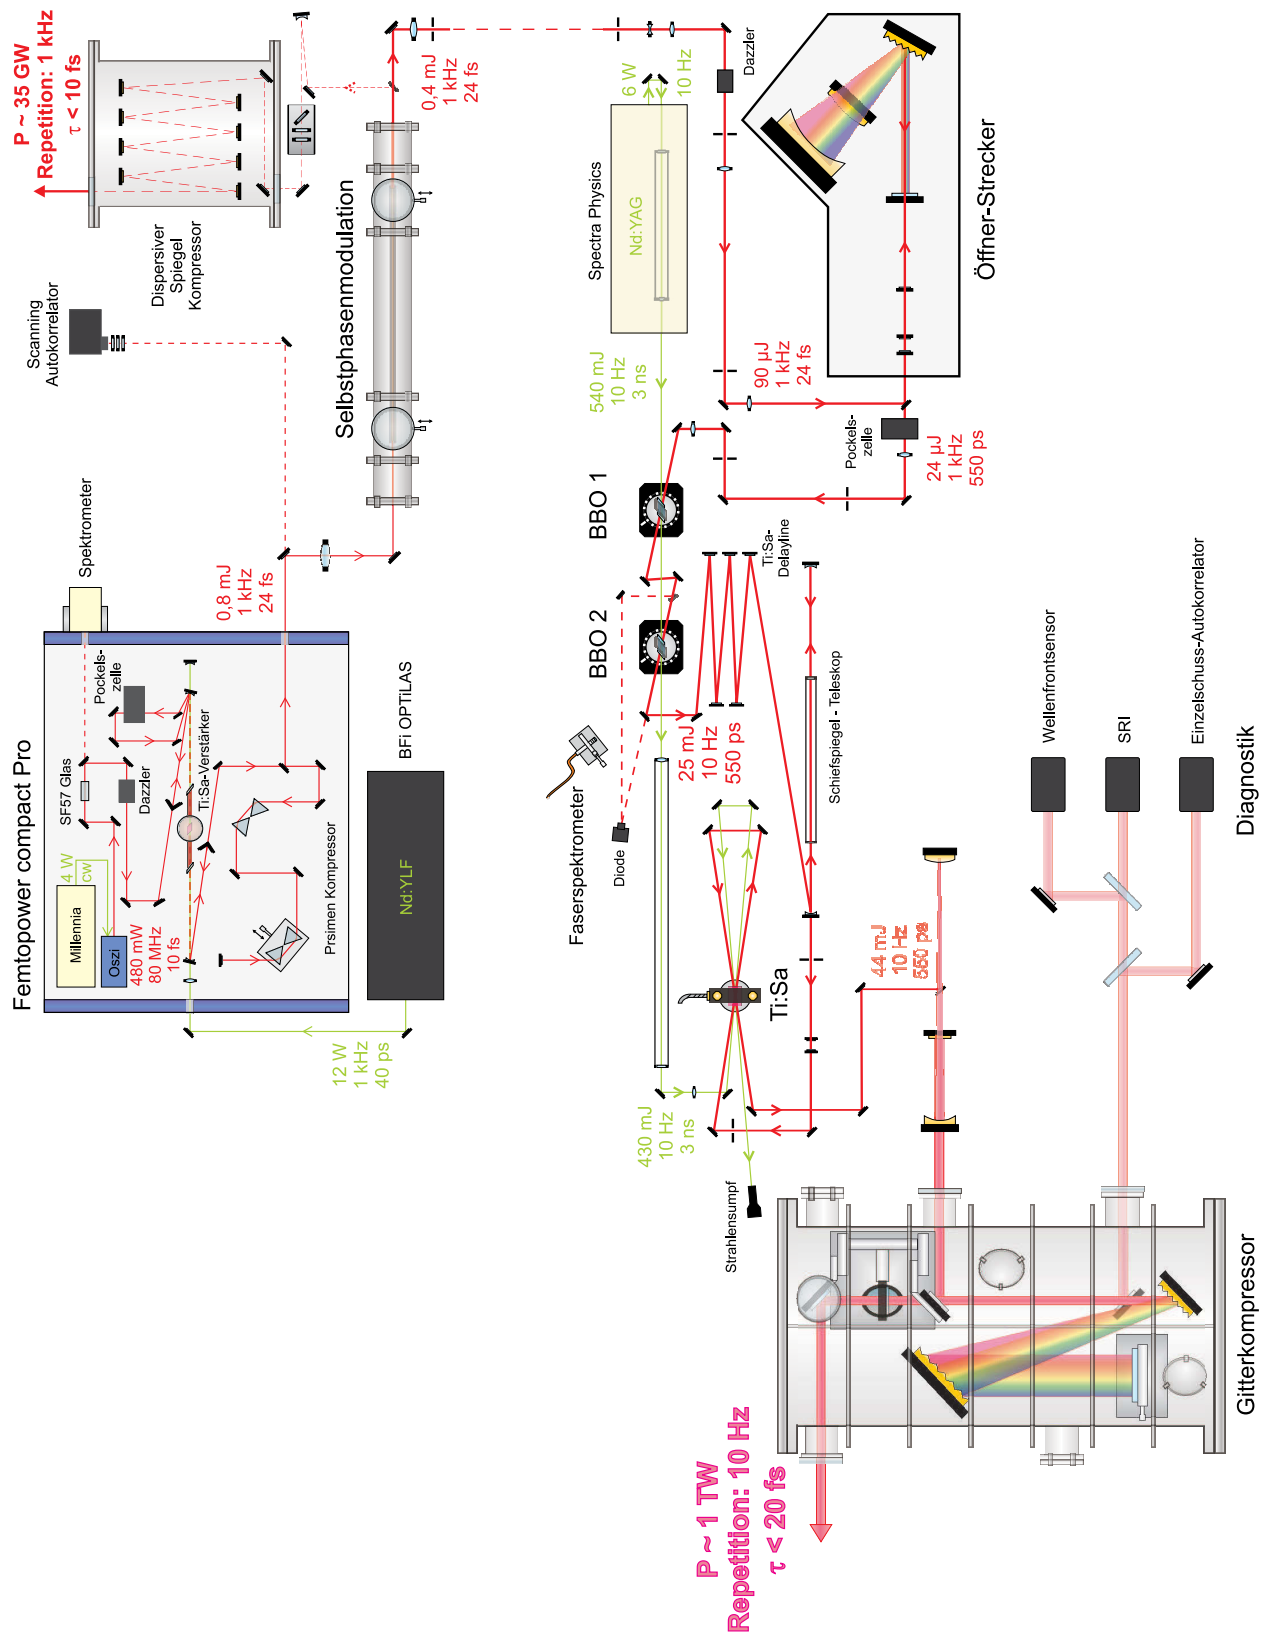 P ~ 35 GW
Repetition: 1 kHz
τ < 10 fs
Dispersiver
Spiegel
Kompressor
Scanning
Autokorrelator
Selbstphasenmodulation
0,4 mJ
1 kHz
24 fs
6 W
10 Hz
Spectra Physics
Nd:YAG
Dazzler
Öffner-Strecker
540 mJ
10 Hz
3 ns
90 µJ
1 kHz
24 fs
Pockels-
zelle
24 µJ
1 kHz
550 ps
Spektrometer
0,8 mJ
1 kHz
24 fs
Femtopower compact Pro
Pockels-
zelle
SF57 Glas
Dazzler
Ti:Sa-Verstärker
Millennia
4 W
cw
Oszi
480 mW
80 MHz
10 fs
Prsimen Kompressor
BFi OPTiLAS
Nd:YLF
12 W
1 kHz
40 ps
BBO 1
BBO 2
Ti:Sa-
Delayline
Faserspektrometer
Diode
25 mJ
10 Hz
550 ps
Schiefspiegel - Teleskop
Ti:Sa
430 mJ
10 Hz
3 ns
Strahlensumpf
44 mJ
10 Hz
550 ps
Wellenfrontsensor
SRI
Einzelschuss-Autokorrelator
Diagnostik
Gitterkompressor
P ~ 1 TW
Repetition: 10 Hz
τ < 20 fs